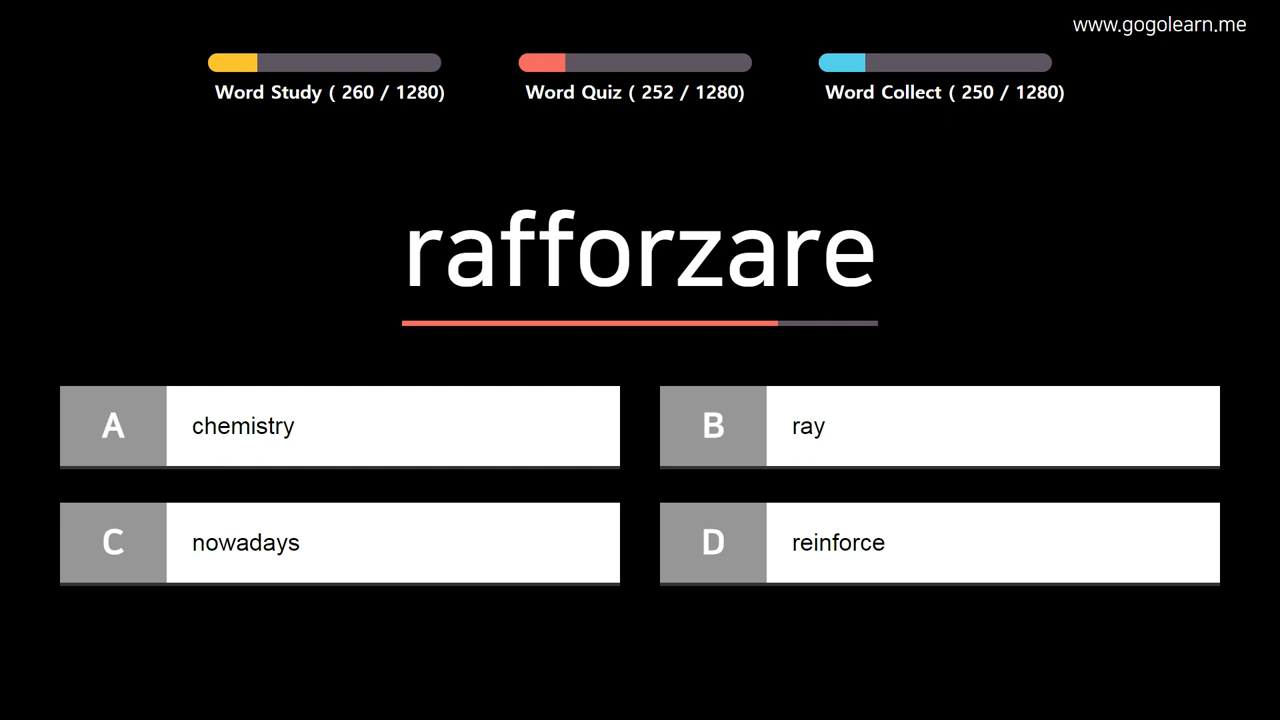 www.gogolearn.me
Word Study ( 260 / 1280)
Word Quiz ( 252 / 1280)
Word Collect ( 250 / 1280)
rafforzare
A chemistry
B ray
C nowadays
D reinforce